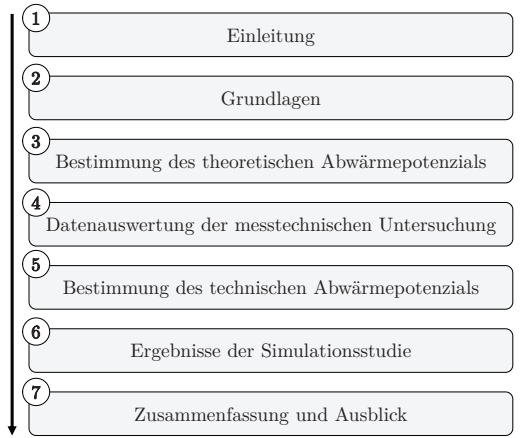 1
Einleitung
2
Grundlagen
3
Bestimmung des theoretischen Abwärmepotenzials
4
Datenauswertung der messtechnischen Untersuchung
5
Bestimmung des technischen Abwärmepotenzials
6
Ergebnisse der Simulationsstudie
7
Zusammenfassung und Ausblick